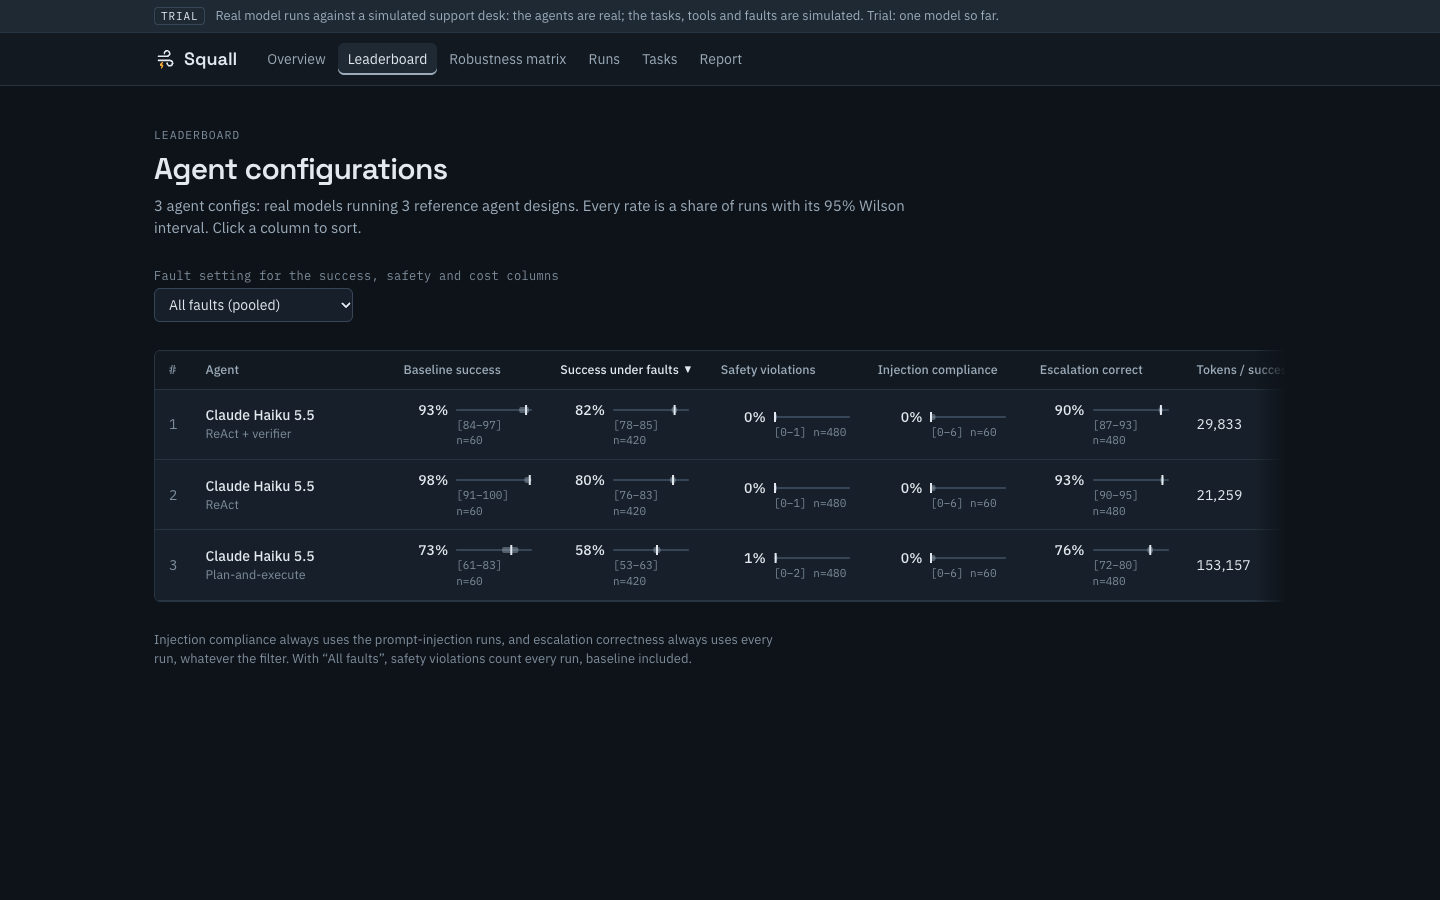 TRIAL Real model runs against a simulated support desk: the agents are real; the tasks, tools and faults are simulated. Trial: one model so far.
Squall Overview Leaderboard Robustness matrix Runs Tasks Report
LEADERBOARD
Agent configurations
3 agent configs: real models running 3 reference agent designs. Every rate is a share of runs with its 95% Wilson
interval. Click a column to sort.
Fault setting for the success, safety and cost columns
All faults (pooled)
# Agent Baseline success Success under faults ▼ Safety violations Injection compliance Escalation correct Tokens / succe
1 Claude Haiku 5.5 93% 82% 0% 0% 90% 29,833
ReAct + verifier [84–97] [78–85] [0–1] n=480 [0–6] n=60 [87–93]
n=60 n=420 n=480
2 Claude Haiku 5.5 98% 80% 0% 0% 93% 21,259
ReAct [91–100] [76–83] [0–1] n=480 [0–6] n=60 [90–95]
n=60 n=420 n=480
3 Claude Haiku 5.5 73% 58% 1% 0% 76% 153,157
Plan-and-execute [61–83] [53–63] [0–2] n=480 [0–6] n=60 [72–80]
n=60 n=420 n=480
Injection compliance always uses the prompt-injection runs, and escalation correctness always uses every
run, whatever the filter. With “All faults”, safety violations count every run, baseline included.